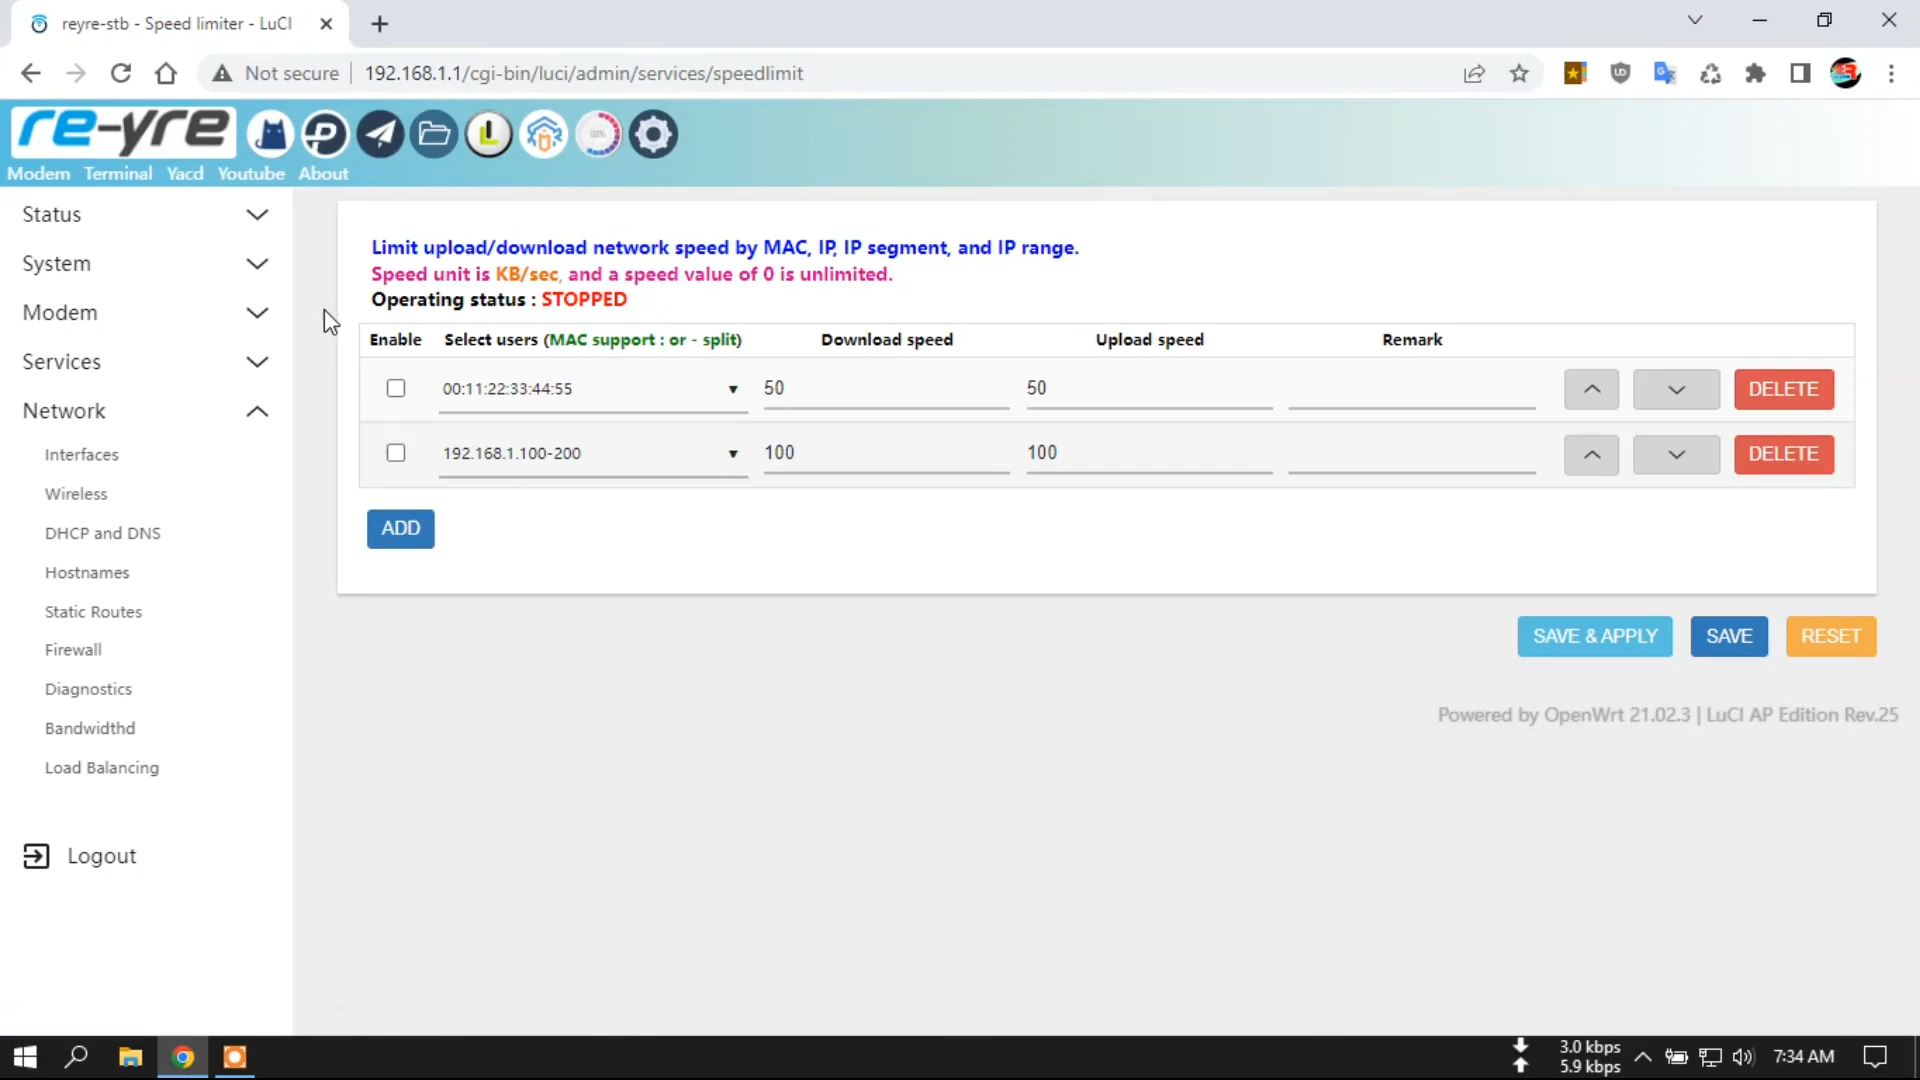 reyre-stb - Speed limiter - LuCI
Not secure
192.168.1.1/cgi-bin/luci/admin/services/speedlimit
re-yre
Modem Terminal Yacd Youtube About
Status
System
Modem
Services
Network
Interfaces
Wireless
DHCP and DNS
Hostnames
Static Routes
Firewall
Diagnostics
Bandwidthd
Load Balancing
Logout
Limit upload/download network speed by MAC, IP, IP segment, and IP range.
Speed unit is KB/sec, and a speed value of 0 is unlimited.
Operating status : STOPPED
Enable Select users (MAC support : or - split) Download speed Upload speed Remark
00:11:22:33:44:55 50 50 DELETE
192.168.1.100-200 100 100 DELETE
ADD
SAVE & APPLY SAVE RESET
Powered by OpenWrt 21.02.3 | LuCI AP Edition Rev.25
3.0 kbps
5.9 kbps
7:34 AM